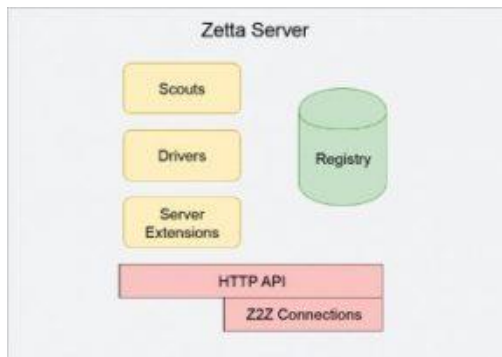 Zetta Server
Scouts
Drivers
Registry
Server
Extensions
HTTP API
Z2Z Connections